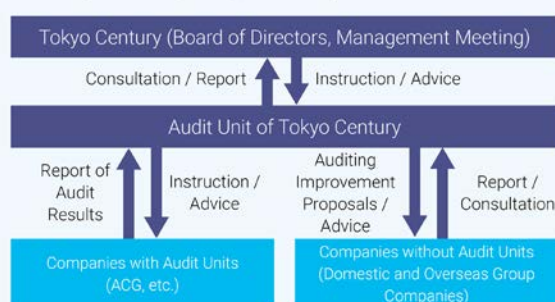 Tokyo Century (Board of Directors, Management Meeting)
Consultation / Report
Instruction / Advice
Audit Unit of Tokyo Century
Report of
Audit
Results
Instruction /
Advice
Auditing
Improvement
Proposals /
Advice
Report /
Consultation
Companies with Audit Units
(ACG, etc.)
Companies without Audit Units
(Domestic and Overseas Group
Companies)